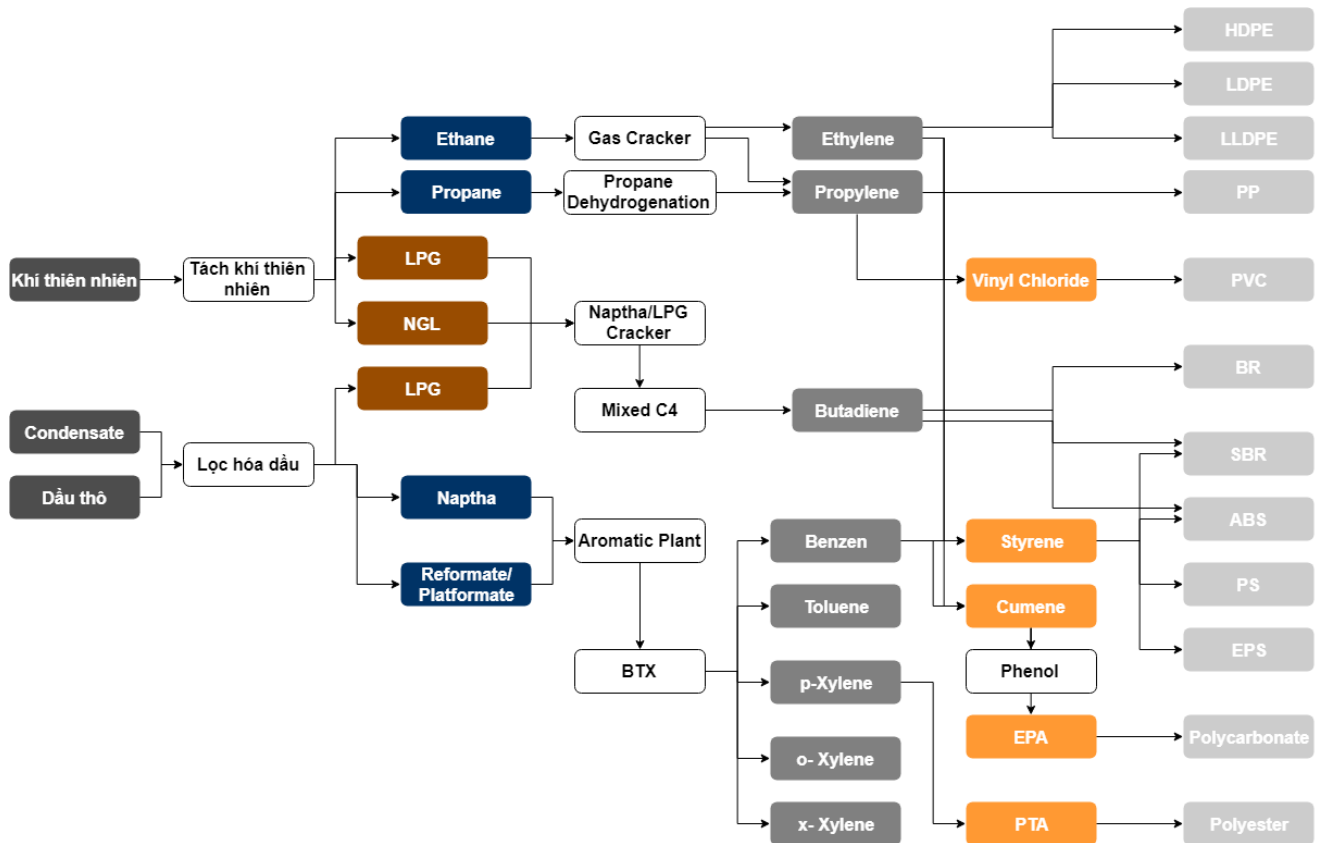 HDPE
LDPE
Ethane
Gas Cracker
Ethylene
LLDPE
Propane
Propane
Dehydrogenation
Propylene
PP
LPG
Khí thiên nhiên
Tách khí thiên
nhiên
Vinyl Chloride
PVC
NGL
Naptha/LPG
Cracker
LPG
BR
Mixed C4
Butadiene
Condensate
Lọc hóa dầu
SBR
Dầu thô
Naptha
ABS
Aromatic Plant
Benzen
Styrene
Reformate/
Platformate
PS
Toluene
Cumene
EPS
BTX
p-Xylene
Phenol
EPA
Polycarbonate
o- Xylene
x- Xylene
PTA
Polyester